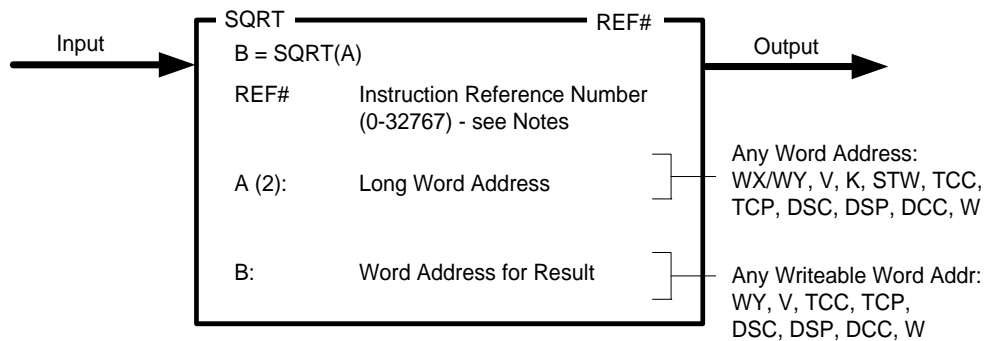 SQRT REF#
Input
B = SQRT(A)
Output
REF# Instruction Reference Number
(0-32767) - see Notes
A (2): Long Word Address
Any Word Address:
WX/WY, V, K, STW, TCC,
TCP, DSC, DSP, DCC, W
B: Word Address for Result
Any Writeable Word Addr:
WY, V, TCC, TCP,
DSC, DSP, DCC, W